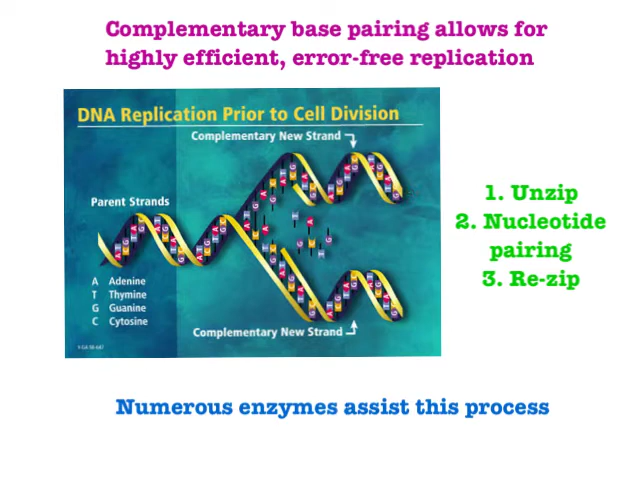 Complementary base pairing allows for
highly efficient, error-free replication
DNA Replication Prior to Cell Division
Complementary New Strand
Parent Strands
A Adenine
T Thymine
G Guanine
C Cytosine
Complementary New Strand
1. Unzip
2. Nucleotide
pairing
3. Re-zip
Numerous enzymes assist this process